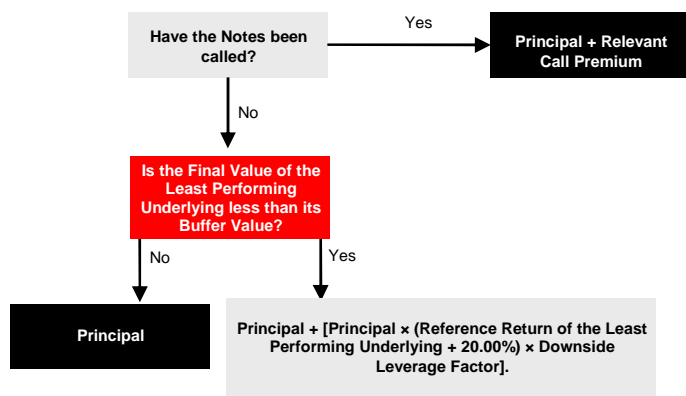 Have the Notes been
called?
Yes
Principal + Relevant
Call Premium
No
Is the Final Value of the
Least Performing
Underlying less than its
Buffer Value?
No
Yes
Principal
Principal + [Principal × (Reference Return of the Least
Performing Underlying + 20.00%) × Downside
Leverage Factor].